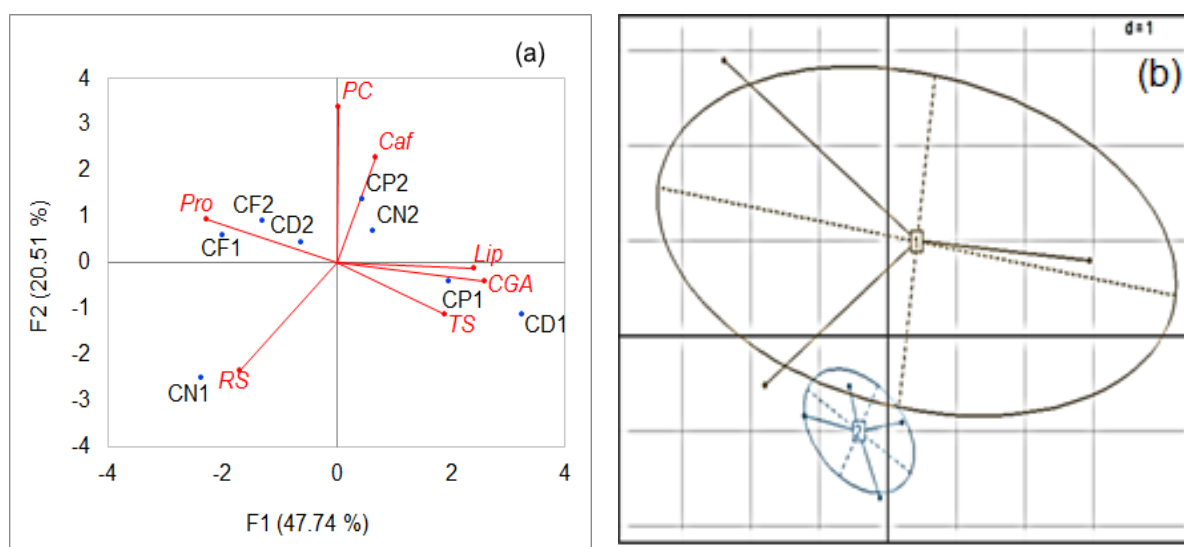 (a)
4
3
2
1
0
-1
-2
-3
-4
PC
Caf
CP2
CN2
Pro
CF2
CD2
CF1
Lip
CGA
CP1
TS
CD1
RS
CN1
-4
-2
0
2
4
F1 (47.74 %)
F2 (20.51 %)
d=1
(b)
1
2